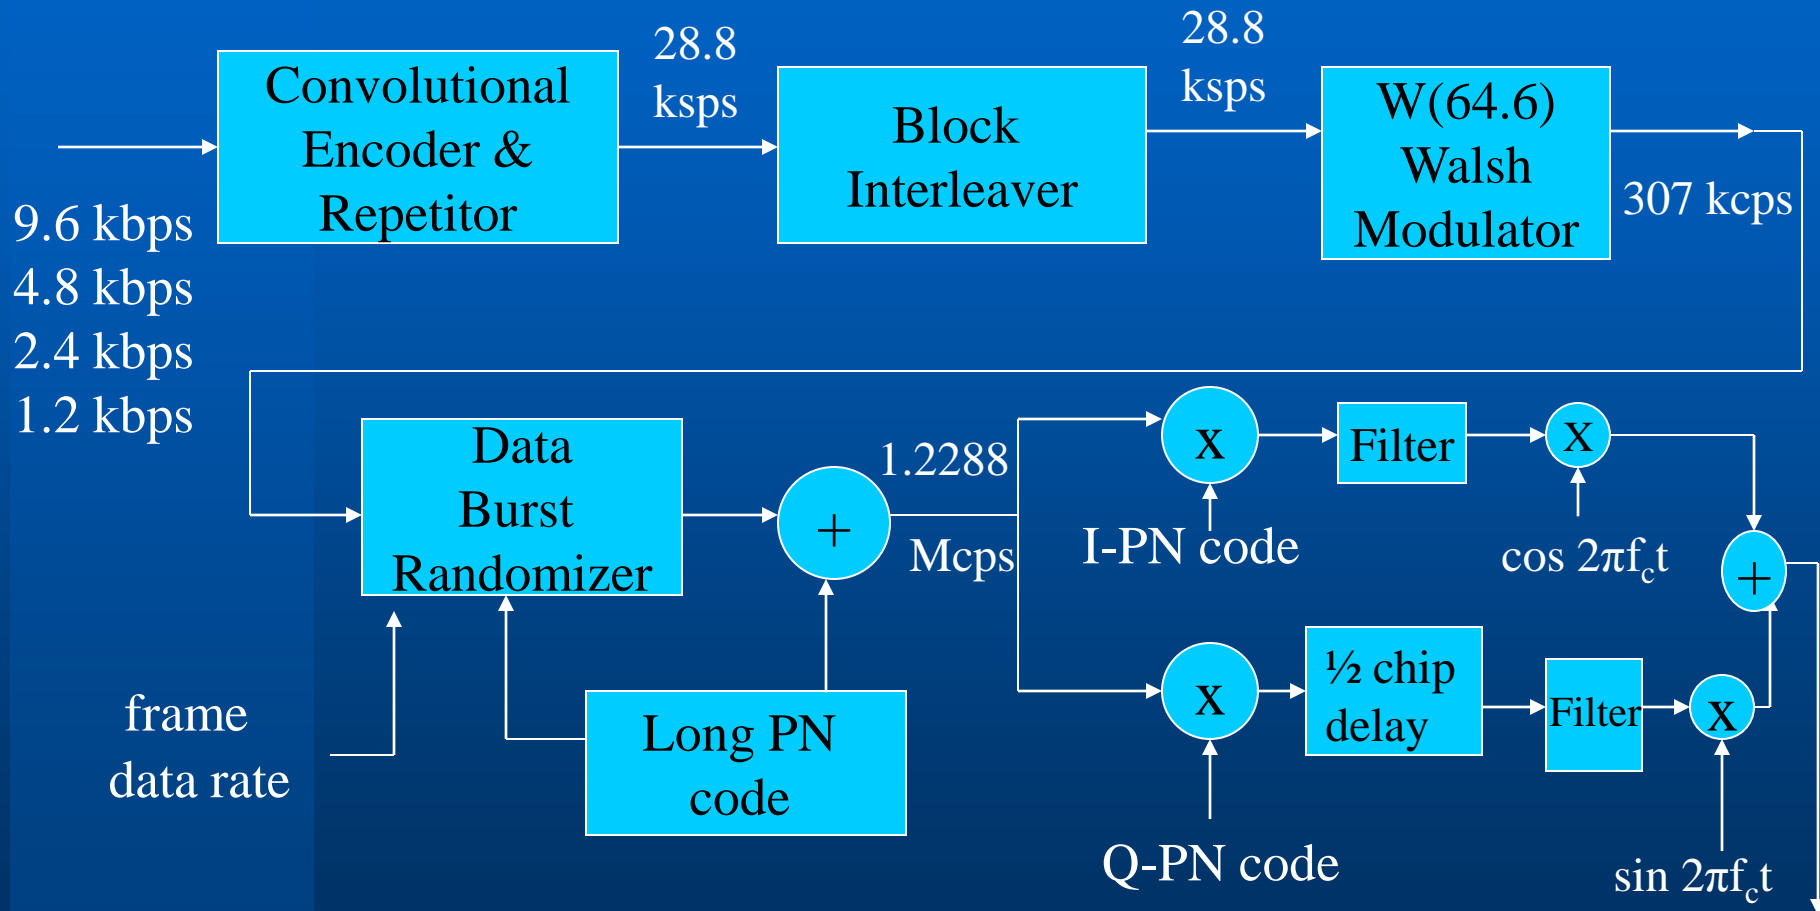 Convolutional
Encoder &
Repetitor
28.8
ksps
Block
Interleaver
28.8
ksps
W(64.6)
Walsh
Modulator
307 kcps
9.6 kbps
4.8 kbps
2.4 kbps
1.2 kbps
Data
Burst
Randomizer
+
1.2288
Mcps
x
I-PN code
Filter
x
cos 2πf_ct
+
frame
data rate
Long PN
code
x
Q-PN code
½ chip
delay
Filter
x
sin 2πf_ct